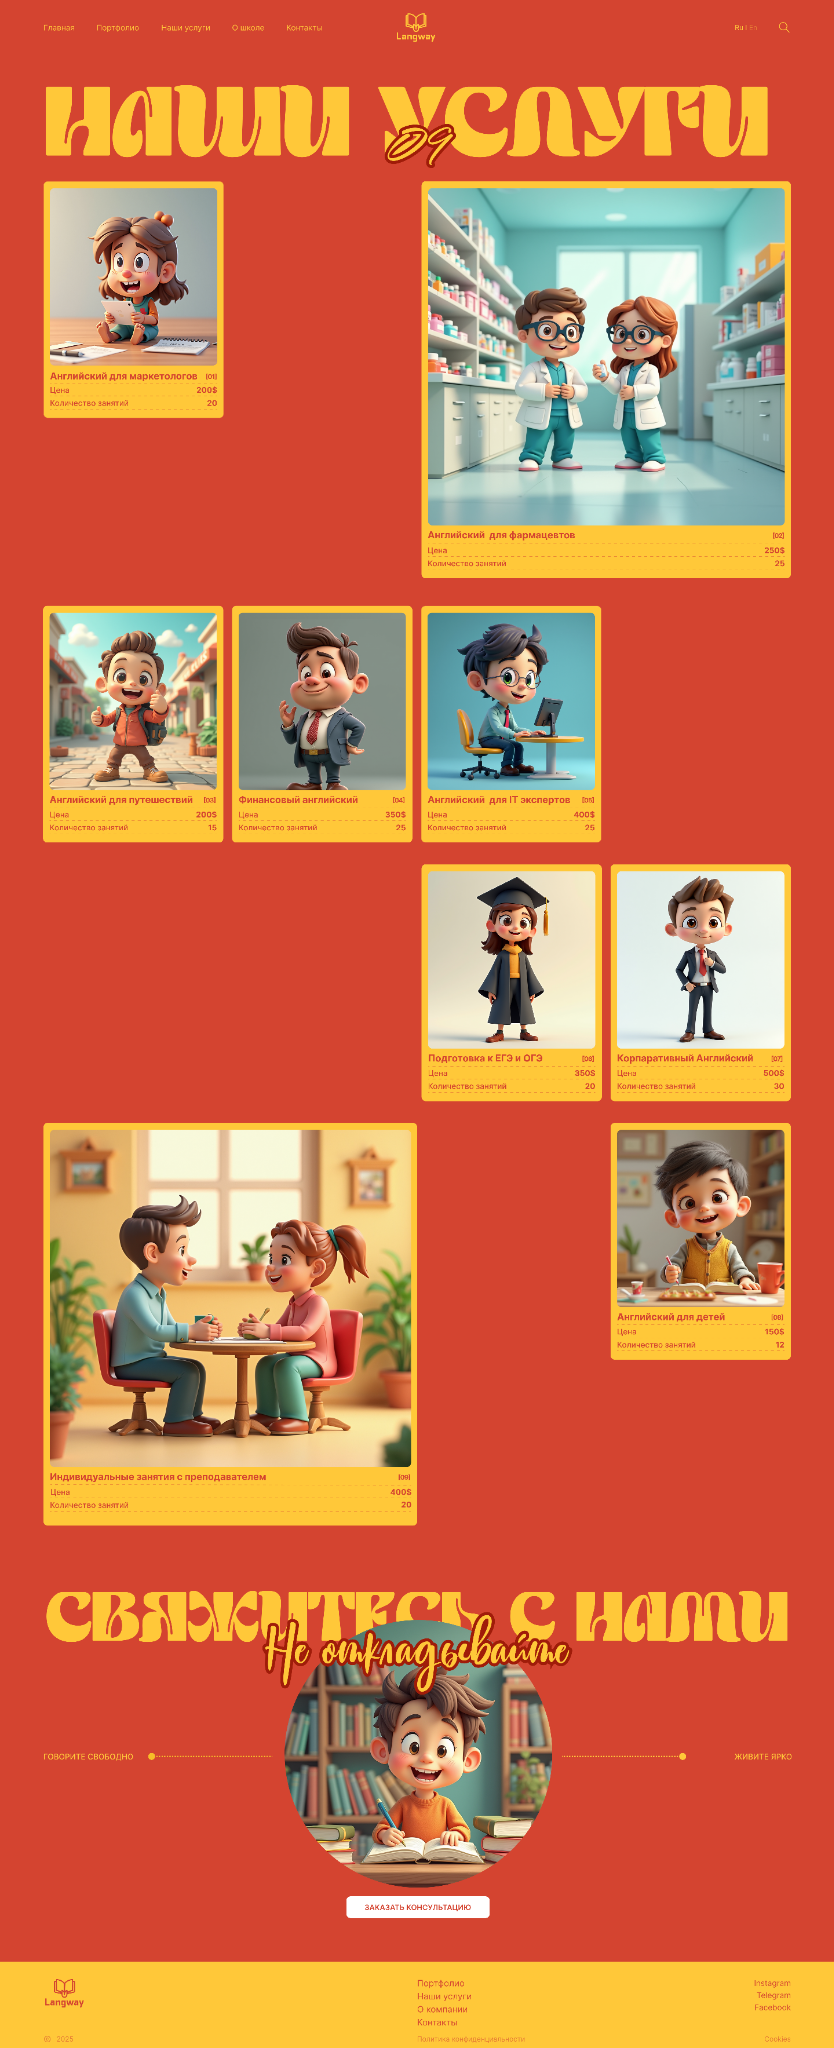 Главная Портфолио Наши услуги О школе Контакты
Langway
Ru I En
НАШИ УСЛУГИ
09
Английский для маркетологов [01]
Цена 200$
Количество занятий 20
Английский для фармацевтов [02]
Цена 250$
Количество занятий 25
Английский для путешествий [03]
Цена 200$
Количество занятий 15
Финансовый английский [04]
Цена 350$
Количество занятий 25
Английский для IT экспертов [05]
Цена 400$
Количество занятий 25
Подготовка к ЕГЭ и ОГЭ [06]
Цена 350$
Количество занятий 20
Корпаративный Английский [07]
Цена 500$
Количество занятий 30
Индивидуальные занятия с преподавателем [09]
Цена 400$
Количество занятий 20
Английский для детей [08]
Цена 150$
Количество занятий 12
СВЯЖИТЕСЬ С НАМИ
Не откладывайте
ГОВОРИТЕ СВОБОДНО
ЖИВИТЕ ЯРКО
ЗАКАЗАТЬ КОНСУЛЬТАЦИЮ
Langway
© 2025
Портфолио
Наши услуги
О компании
Контакты
Политика конфиденциальности
Instagram
Telegram
Facebook
Cookies